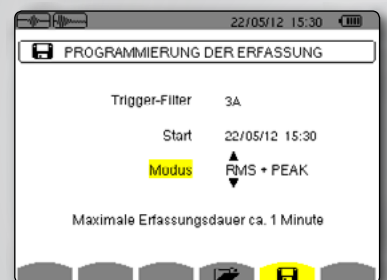 22/05/12 15:30
PROGRAMMIERUNG DER ERFASSUNG
Trigger-Filter 3A
Start 22/05/12 15:30
Modus RMS + PEAK
Maximale Erfassungsdauer ca. 1 Minute